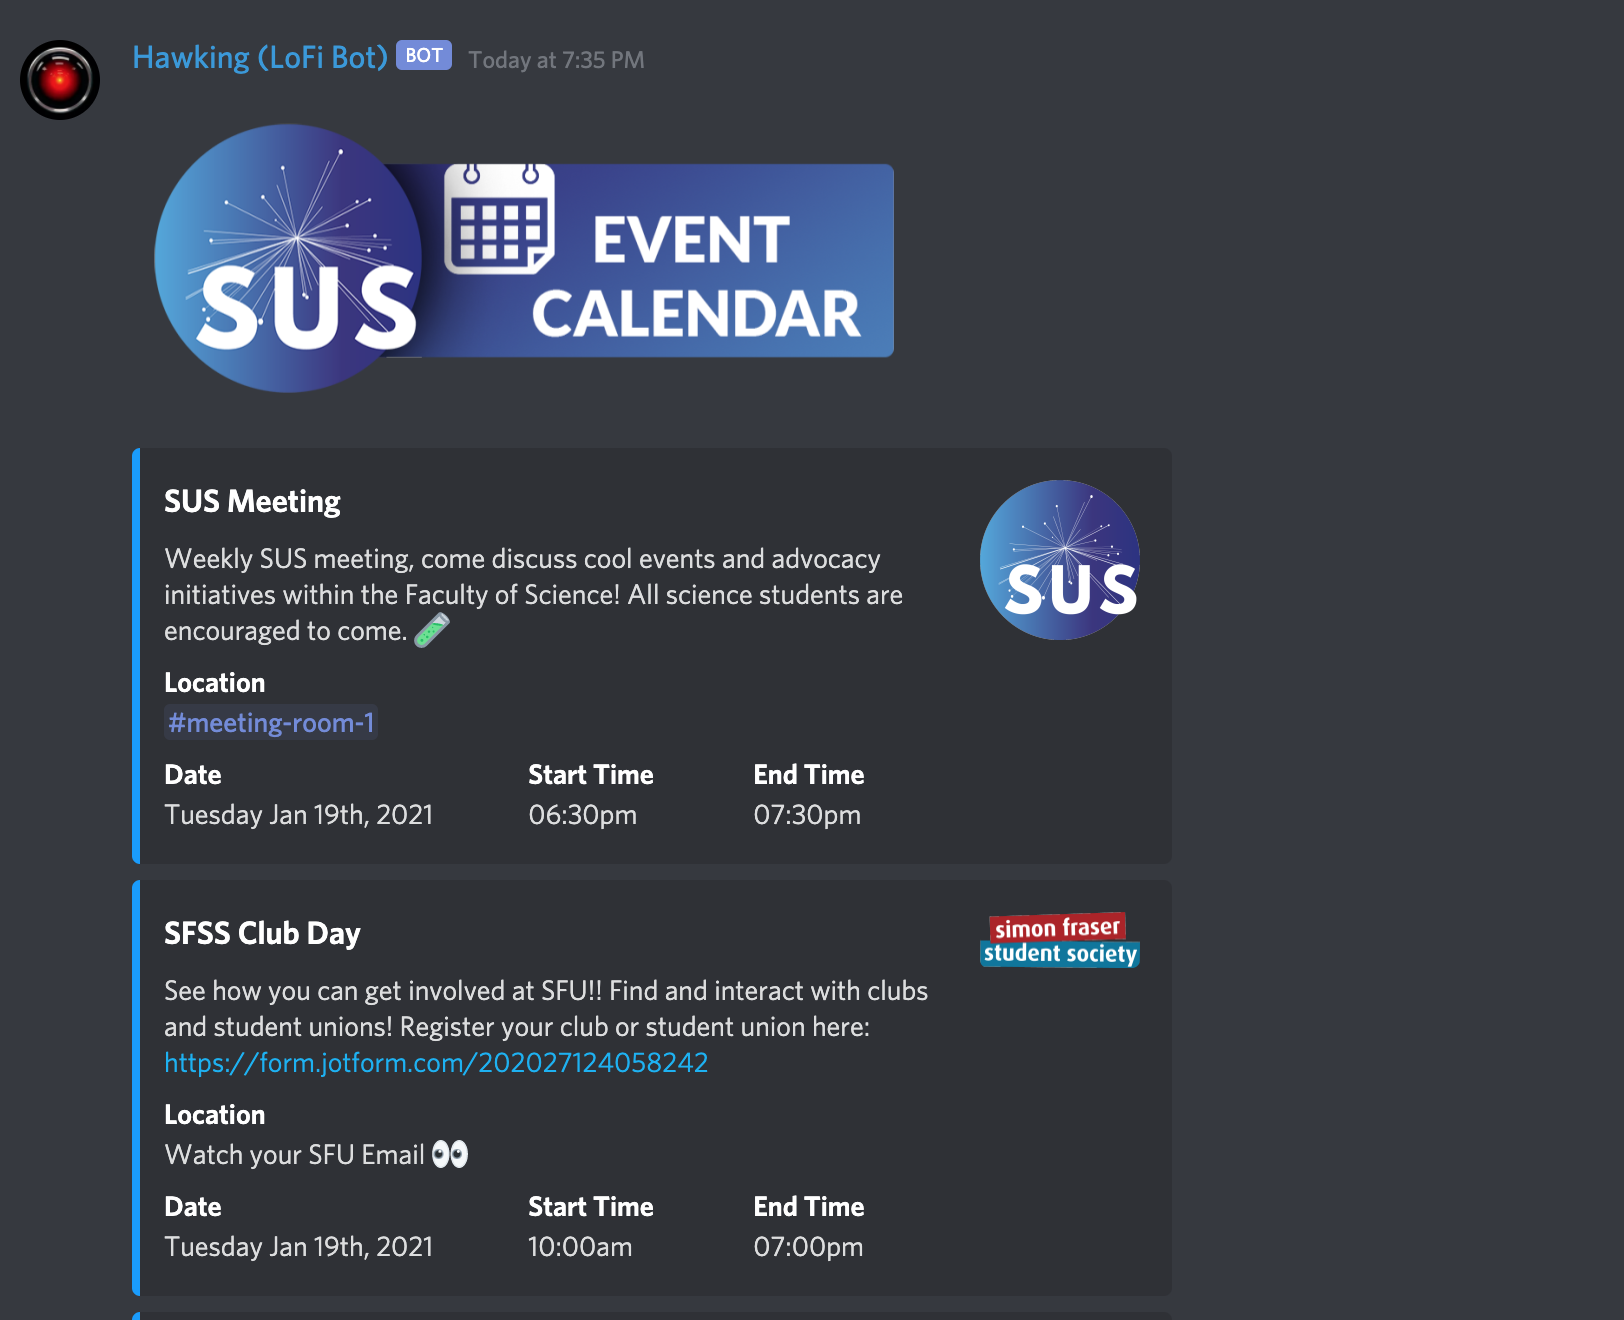 Hawking (LoFi Bot) BOT Today at 7:35 PM
SUS
EVENT
CALENDAR
SUS Meeting
SUS
Weekly SUS meeting, come discuss cool events and advocacy
initiatives within the Faculty of Science! All science students are
encouraged to come. 🧪
Location
#meeting-room-1
Date Start Time End Time
Tuesday Jan 19th, 2021 06:30pm 07:30pm
SFSS Club Day
simon fraser
student society
See how you can get involved at SFU!! Find and interact with clubs
and student unions! Register your club or student union here:
https://form.jotform.com/202027124058242
Location
Watch your SFU Email 👀
Date Start Time End Time
Tuesday Jan 19th, 2021 10:00am 07:00pm